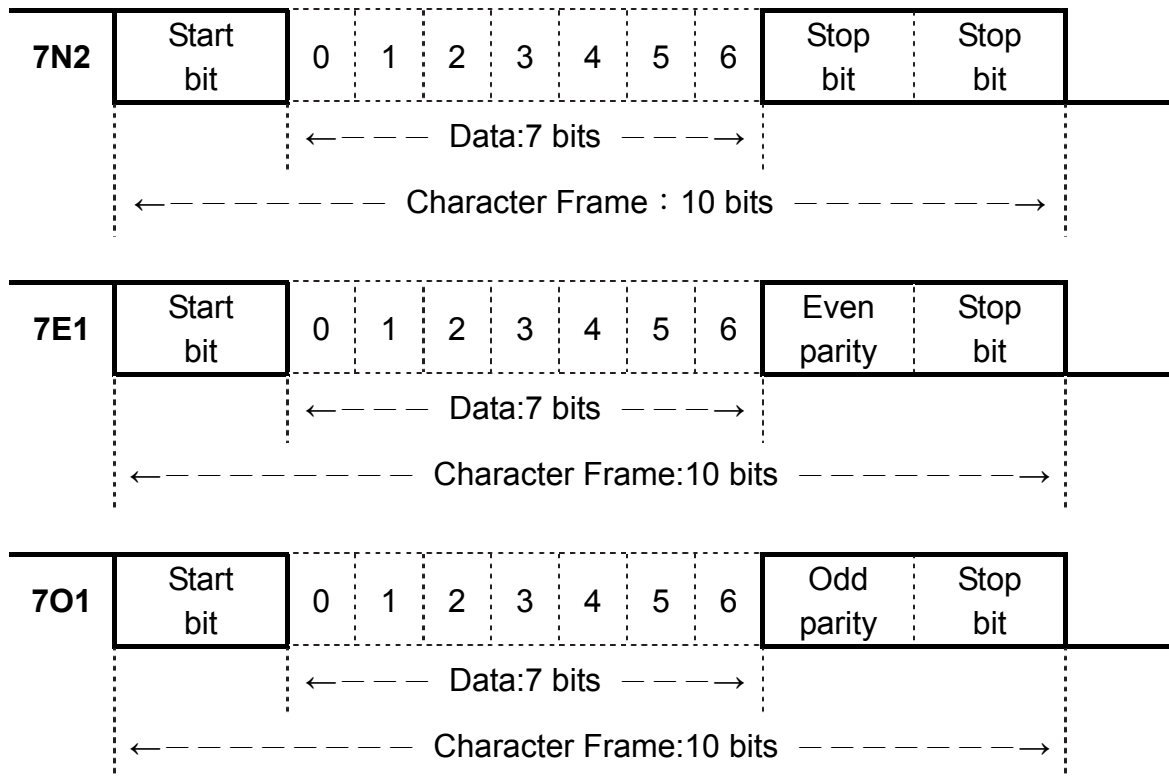 7N2 Start bit 0 1 2 3 4 5 6 Stop bit Stop bit
←――― Data:7 bits ―――→
←――――――― Character Frame：10 bits ―――――――→
7E1 Start bit 0 1 2 3 4 5 6 Even parity Stop bit
←――― Data:7 bits ―――→
←―――――――― Character Frame:10 bits ―――――――→
7O1 Start bit 0 1 2 3 4 5 6 Odd parity Stop bit
←――― Data:7 bits ―――→
←―――――――― Character Frame:10 bits ―――――――→